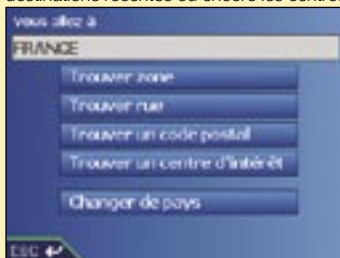 vous allez à
FRANCE
Trouver zone
Trouver rue
Trouver un code postal
Trouver un centre d'intérêt
Changer de pays
ESC